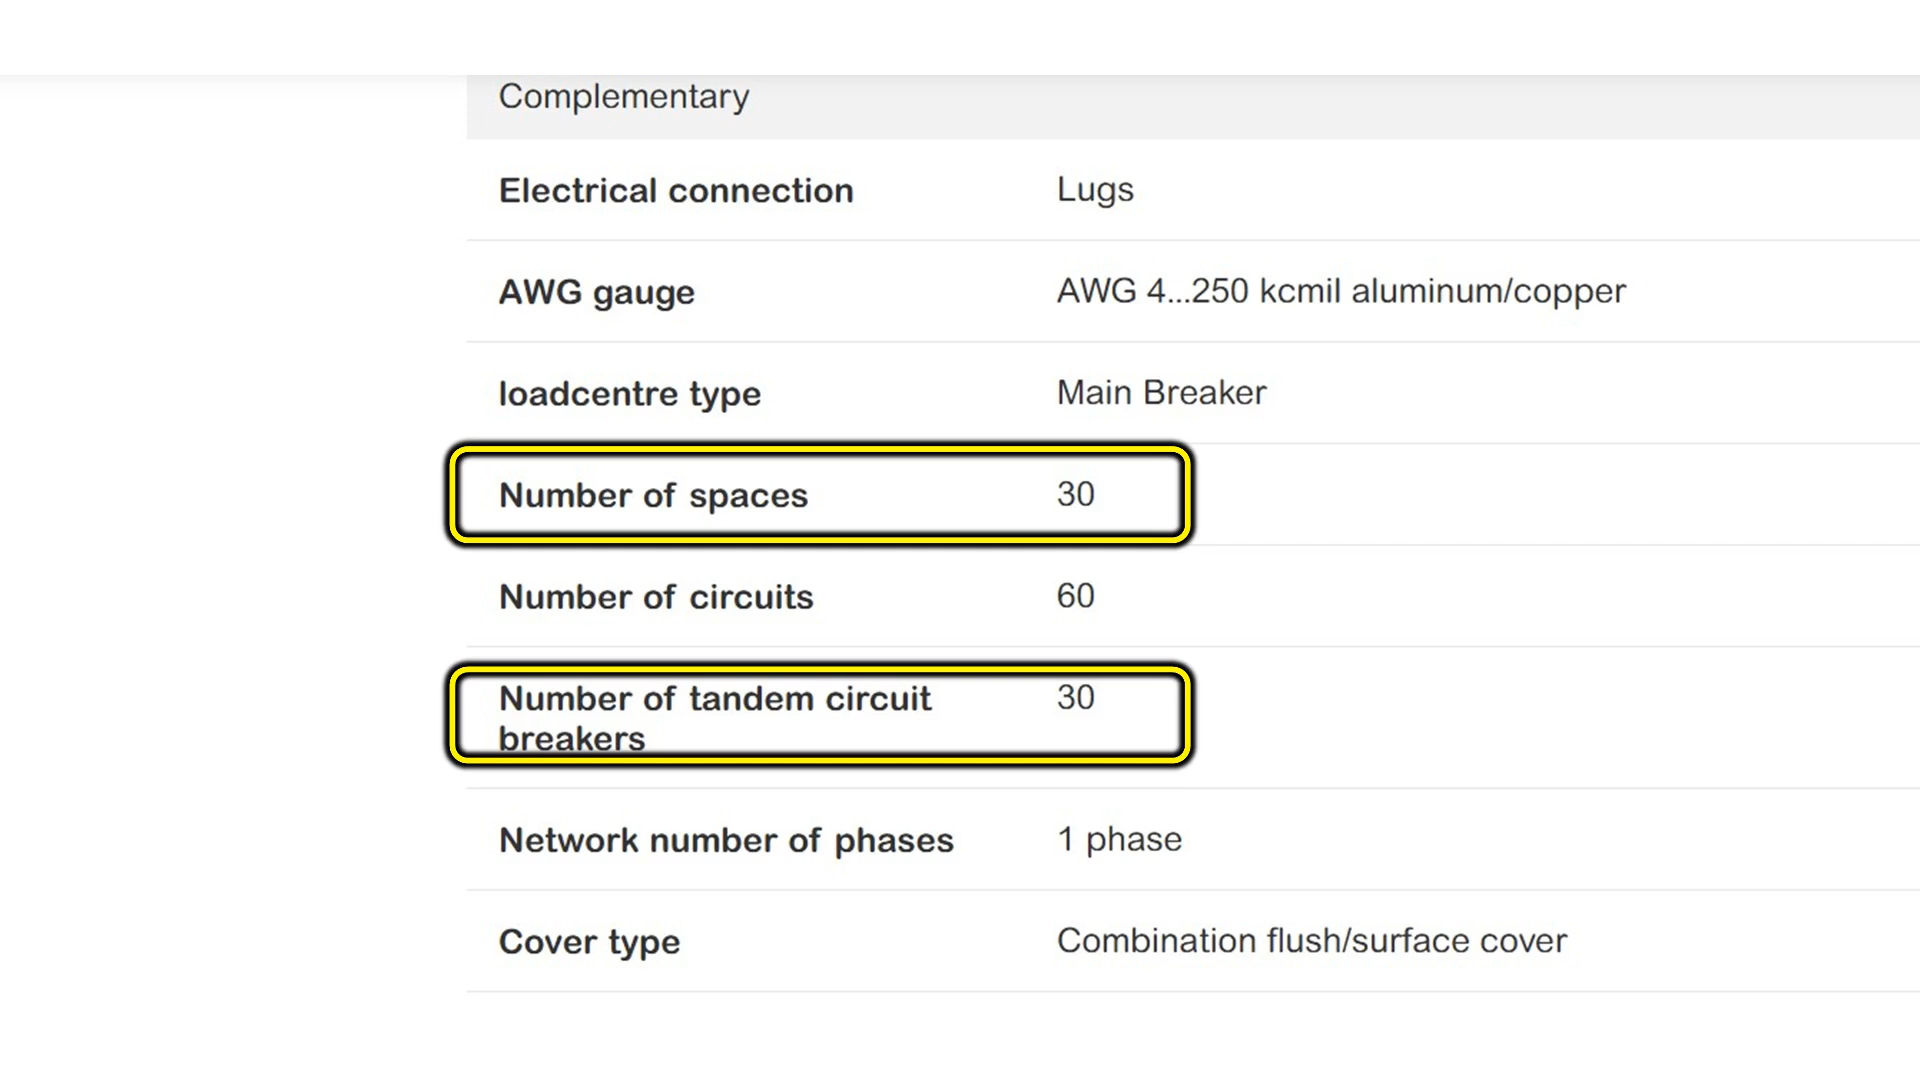 Complementary
Electrical connection Lugs
AWG gauge AWG 4...250 kcmil aluminum/copper
loadcentre type Main Breaker
Number of spaces 30
Number of circuits 60
Number of tandem circuit 30
breakers
Network number of phases 1 phase
Cover type Combination flush/surface cover